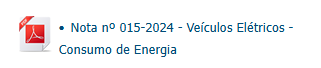 • Nota nº 015-2024 - Veículos Elétricos -
Consumo de Energia